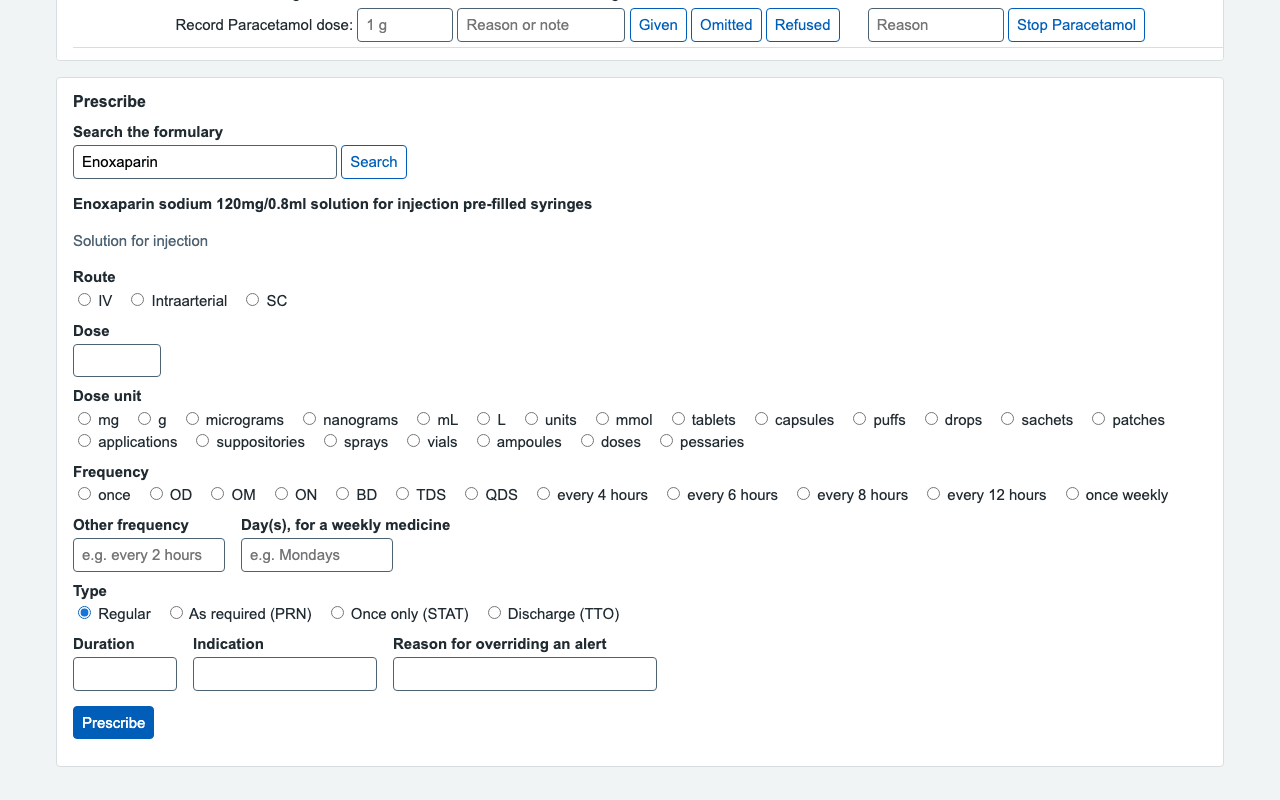 Record Paracetamol dose: 1 g Reason or note Given Omitted Refused Reason Stop Paracetamol
Prescribe
Search the formulary
Enoxaparin Search
Enoxaparin sodium 120mg/0.8ml solution for injection pre-filled syringes
Solution for injection
Route
IV Intraarterial SC
Dose
Dose unit
mg g micrograms nanograms mL L units mmol tablets capsules puffs drops sachets patches
applications suppositories sprays vials ampoules doses pessaries
Frequency
once OD OM ON BD TDS QDS every 4 hours every 6 hours every 8 hours every 12 hours once weekly
Other frequency Day(s), for a weekly medicine
e.g. every 2 hours e.g. Mondays
Type
Regular As required (PRN) Once only (STAT) Discharge (TTO)
Duration Indication Reason for overriding an alert
Prescribe